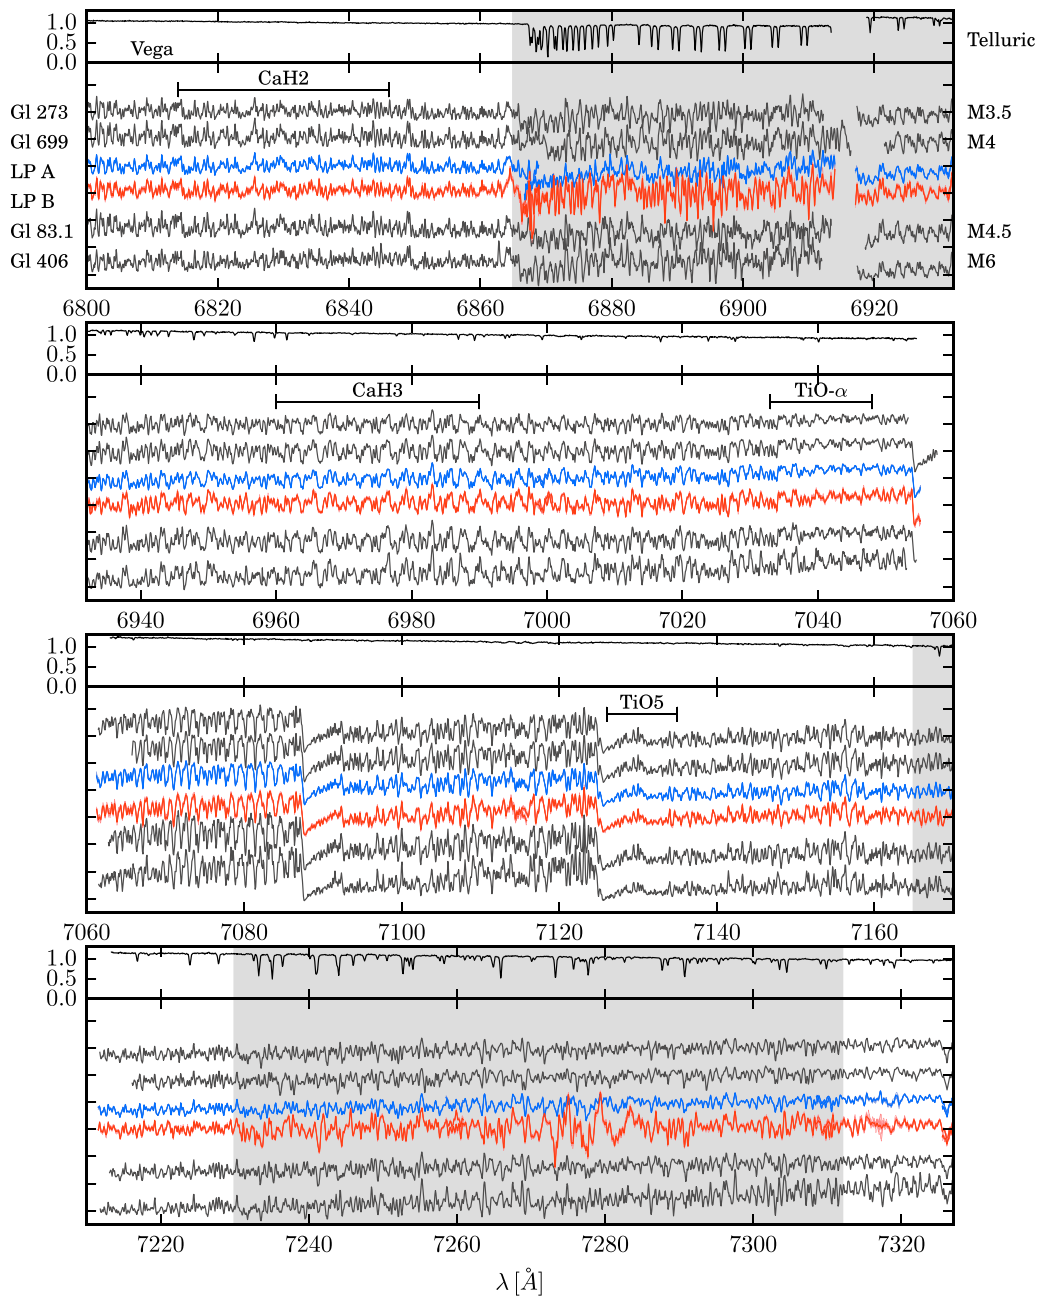 1.0
0.5
0.0
Vega
Telluric
CaH2
Gl 273
M3.5
Gl 699
M4
LP A
LP B
Gl 83.1
M4.5
Gl 406
M6
6800 6820 6840 6860 6880 6900 6920
1.0
0.5
0.0
CaH3 TiO-α
6940 6960 6980 7000 7020 7040 7060
1.0
0.5
0.0
TiO5
7060 7080 7100 7120 7140 7160
1.0
0.5
0.0
7220 7240 7260 7280 7300 7320
λ [Å]